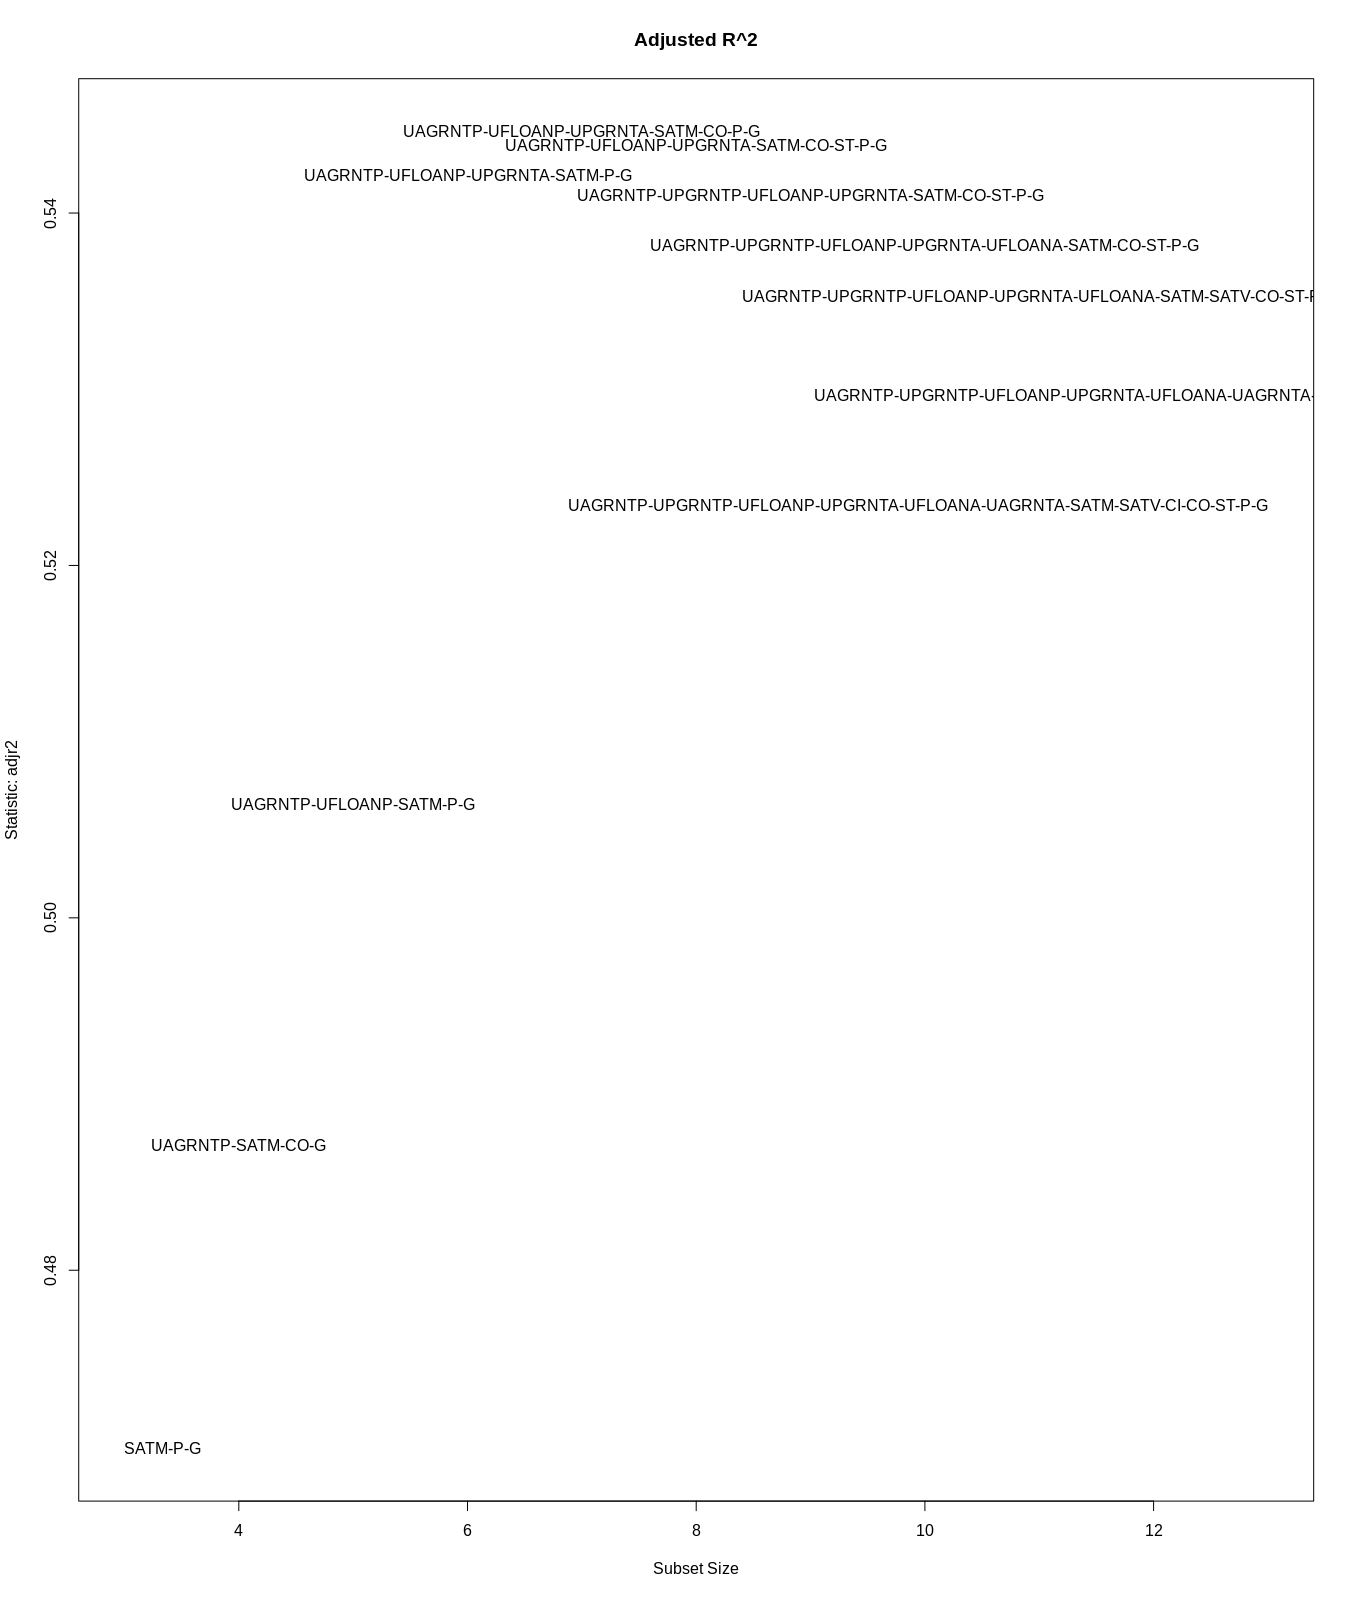 Adjusted R^2
UAGRNTP-UFLOANP-UPGRNTA-SATM-CO-P-G
UAGRNTP-UFLOANP-UPGRNTA-SATM-CO-ST-P-G
UAGRNTP-UFLOANP-UPGRNTA-SATM-P-G
UAGRNTP-UPGRNTP-UFLOANP-UPGRNTA-SATM-CO-ST-P-G
0.54
UAGRNTP-UPGRNTP-UFLOANP-UPGRNTA-UFLOANA-SATM-CO-ST-P-G
UAGRNTP-UPGRNTP-UFLOANP-UPGRNTA-UFLOANA-SATM-SATV-CO-ST-
UAGRNTP-UPGRNTP-UFLOANP-UPGRNTA-UFLOANA-UAGRNTA-
UAGRNTP-UPGRNTP-UFLOANP-UPGRNTA-UFLOANA-UAGRNTA-SATM-SATV-CI-CO-ST-P-G
0.52
Statistic: adjr2
UAGRNTP-UFLOANP-SATM-P-G
0.50
UAGRNTP-SATM-CO-G
0.48
SATM-P-G
4 6 8 10 12
Subset Size